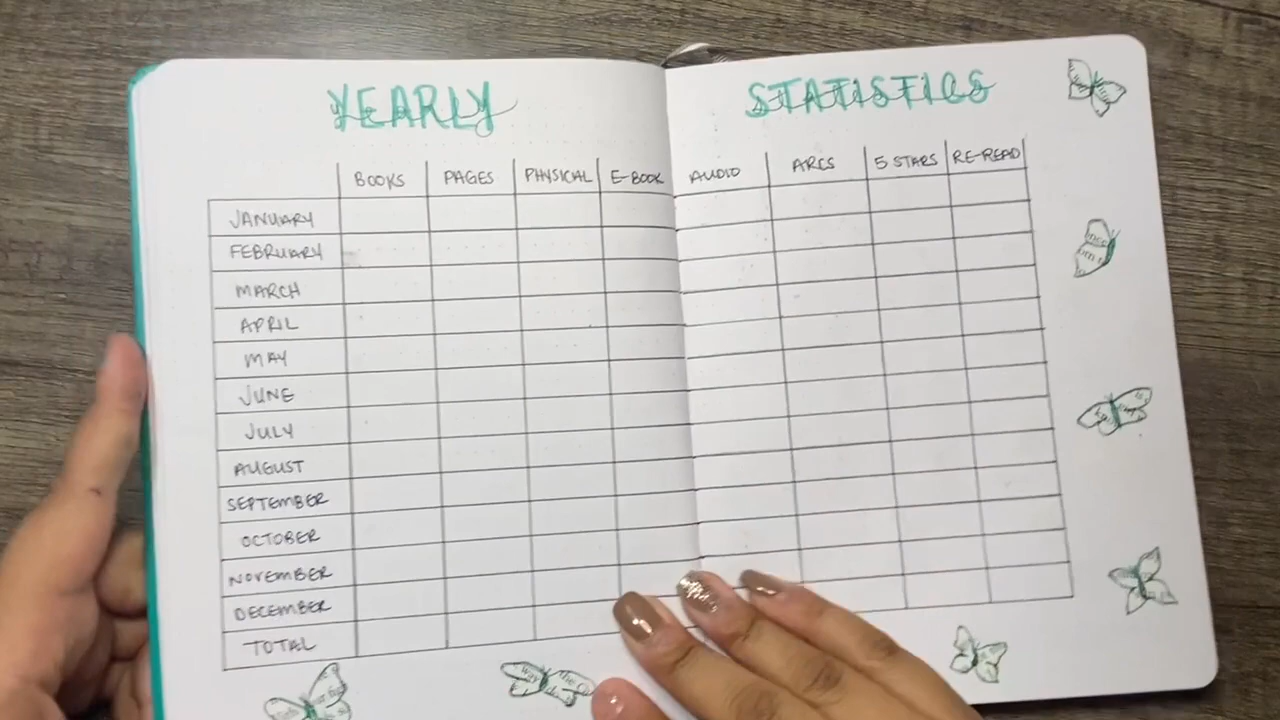 YEARLY STATISTICS
BOOKS PAGES PHYSICAL E-BOOK AUDIO ARCS 5 STARS RE-READ
JANUARY
FEBRUARY
MARCH
APRIL
MAY
JUNE
JULY
AUGUST
SEPTEMBER
OCTOBER
NOVEMBER
DECEMBER
TOTAL